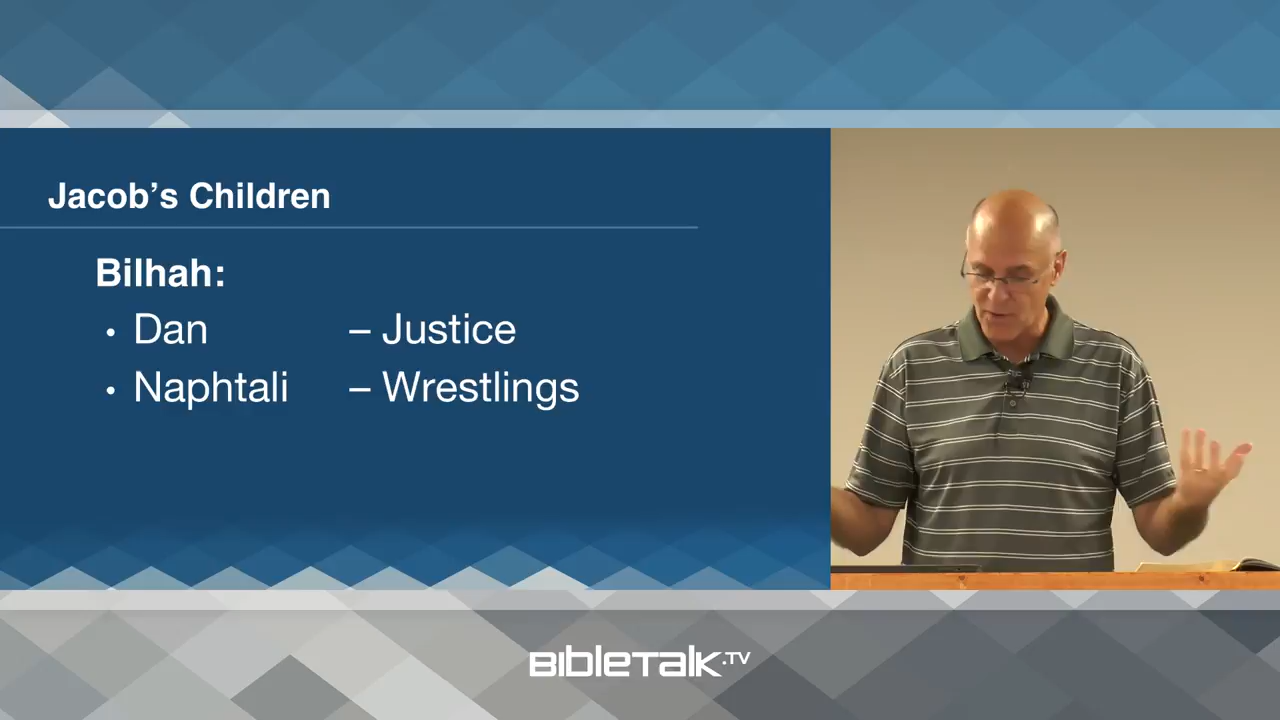 Jacob’s Children
Bilhah:
• Dan – Justice
• Naphtali – Wrestlings
BIBLETALK.TV